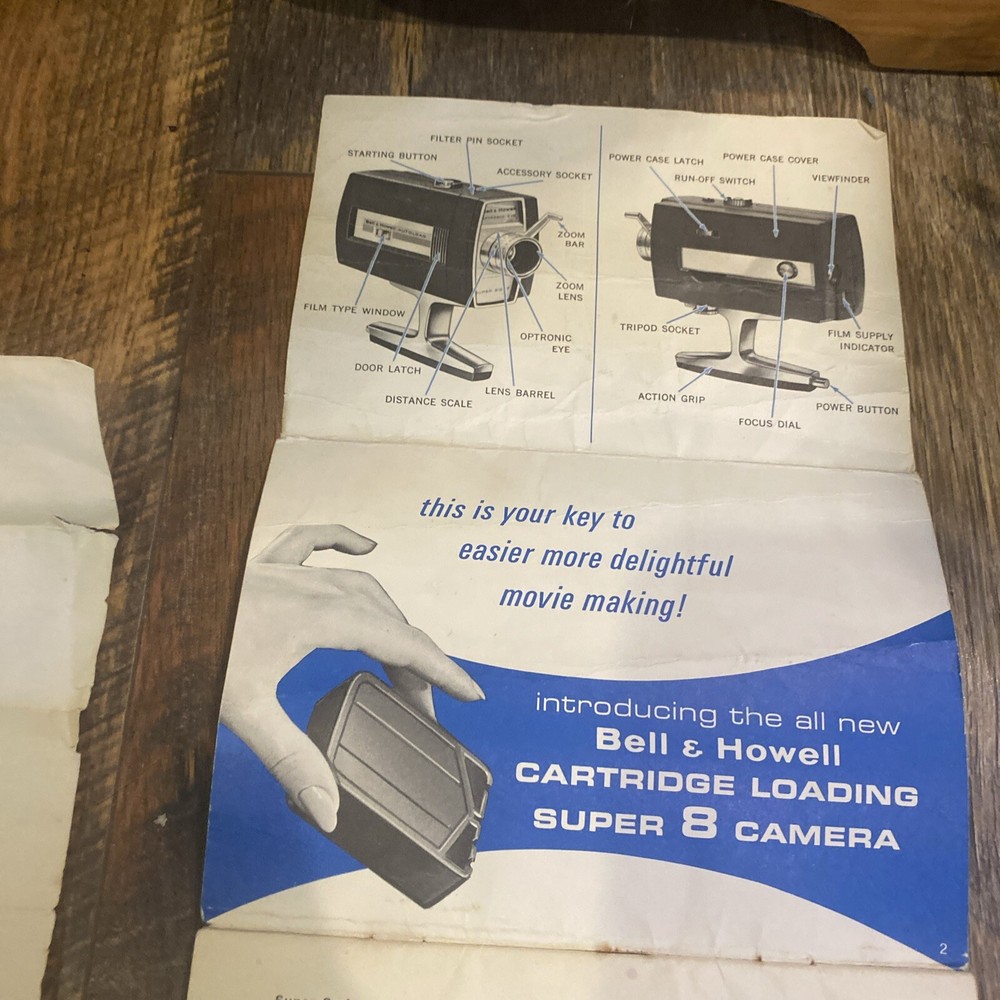 FILTER PIN SOCKET
STARTING BUTTON
ACCESSORY SOCKET
ZOOM
BAR
ZOOM
LENS
FILM TYPE WINDOW
OPTRONIC
EYE
DOOR LATCH
LENS BARREL
DISTANCE SCALE
Bell & Howell
POWER CASE LATCH
POWER CASE COVER
RUN-OFF SWITCH
VIEWFINDER
TRIPOD SOCKET
FILM SUPPLY
INDICATOR
ACTION GRIP
POWER BUTTON
FOCUS DIAL
this is your key to
easier more delightful
movie making!
introducing the all new
Bell & Howell
CARTRIDGE LOADING
SUPER 8 CAMERA
2